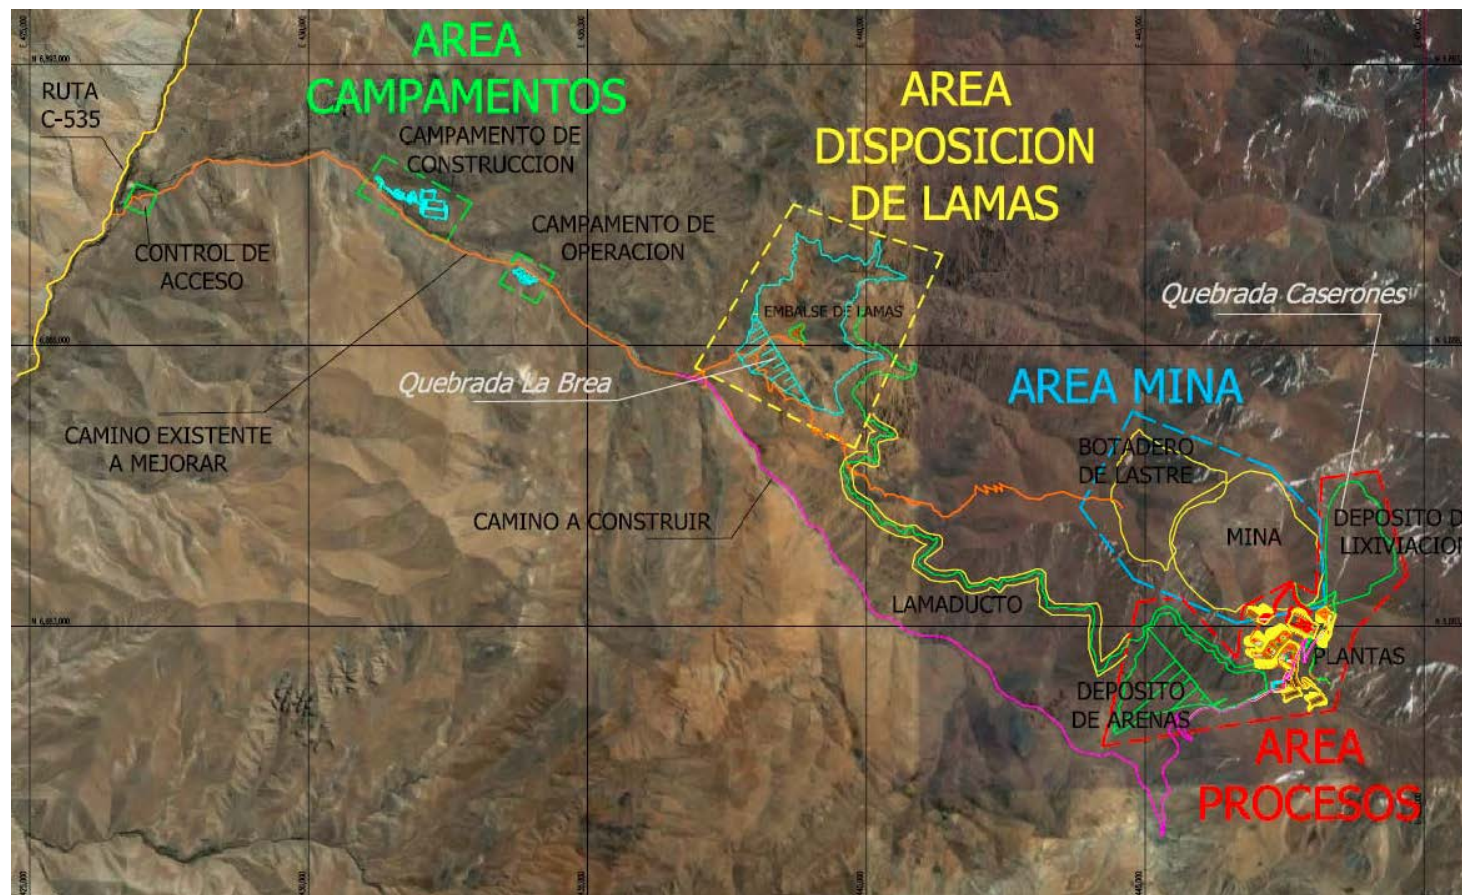 AREA
CAMPAMENTOS
RUTA
C-535
CAMPAMENTO DE
CONSTRUCCION
AREA
DISPOSICION
DE LAMAS
CONTROL DE
ACCESO
CAMPAMENTO DE
OPERACION
Quebrada Caserones
EMBALSE DE LAMAS
Quebrada La Brea
AREA MINA
CAMINO EXISTENTE
A MEJORAR
BOTADERO
DE LASTRE
CAMINO A CONSTRUIR
MINA
DEPOSITO D
LIXIVIACION
LAMADUCTO
PLANTAS
DEPOSITO
DE ARENAS
AREA
PROCESOS